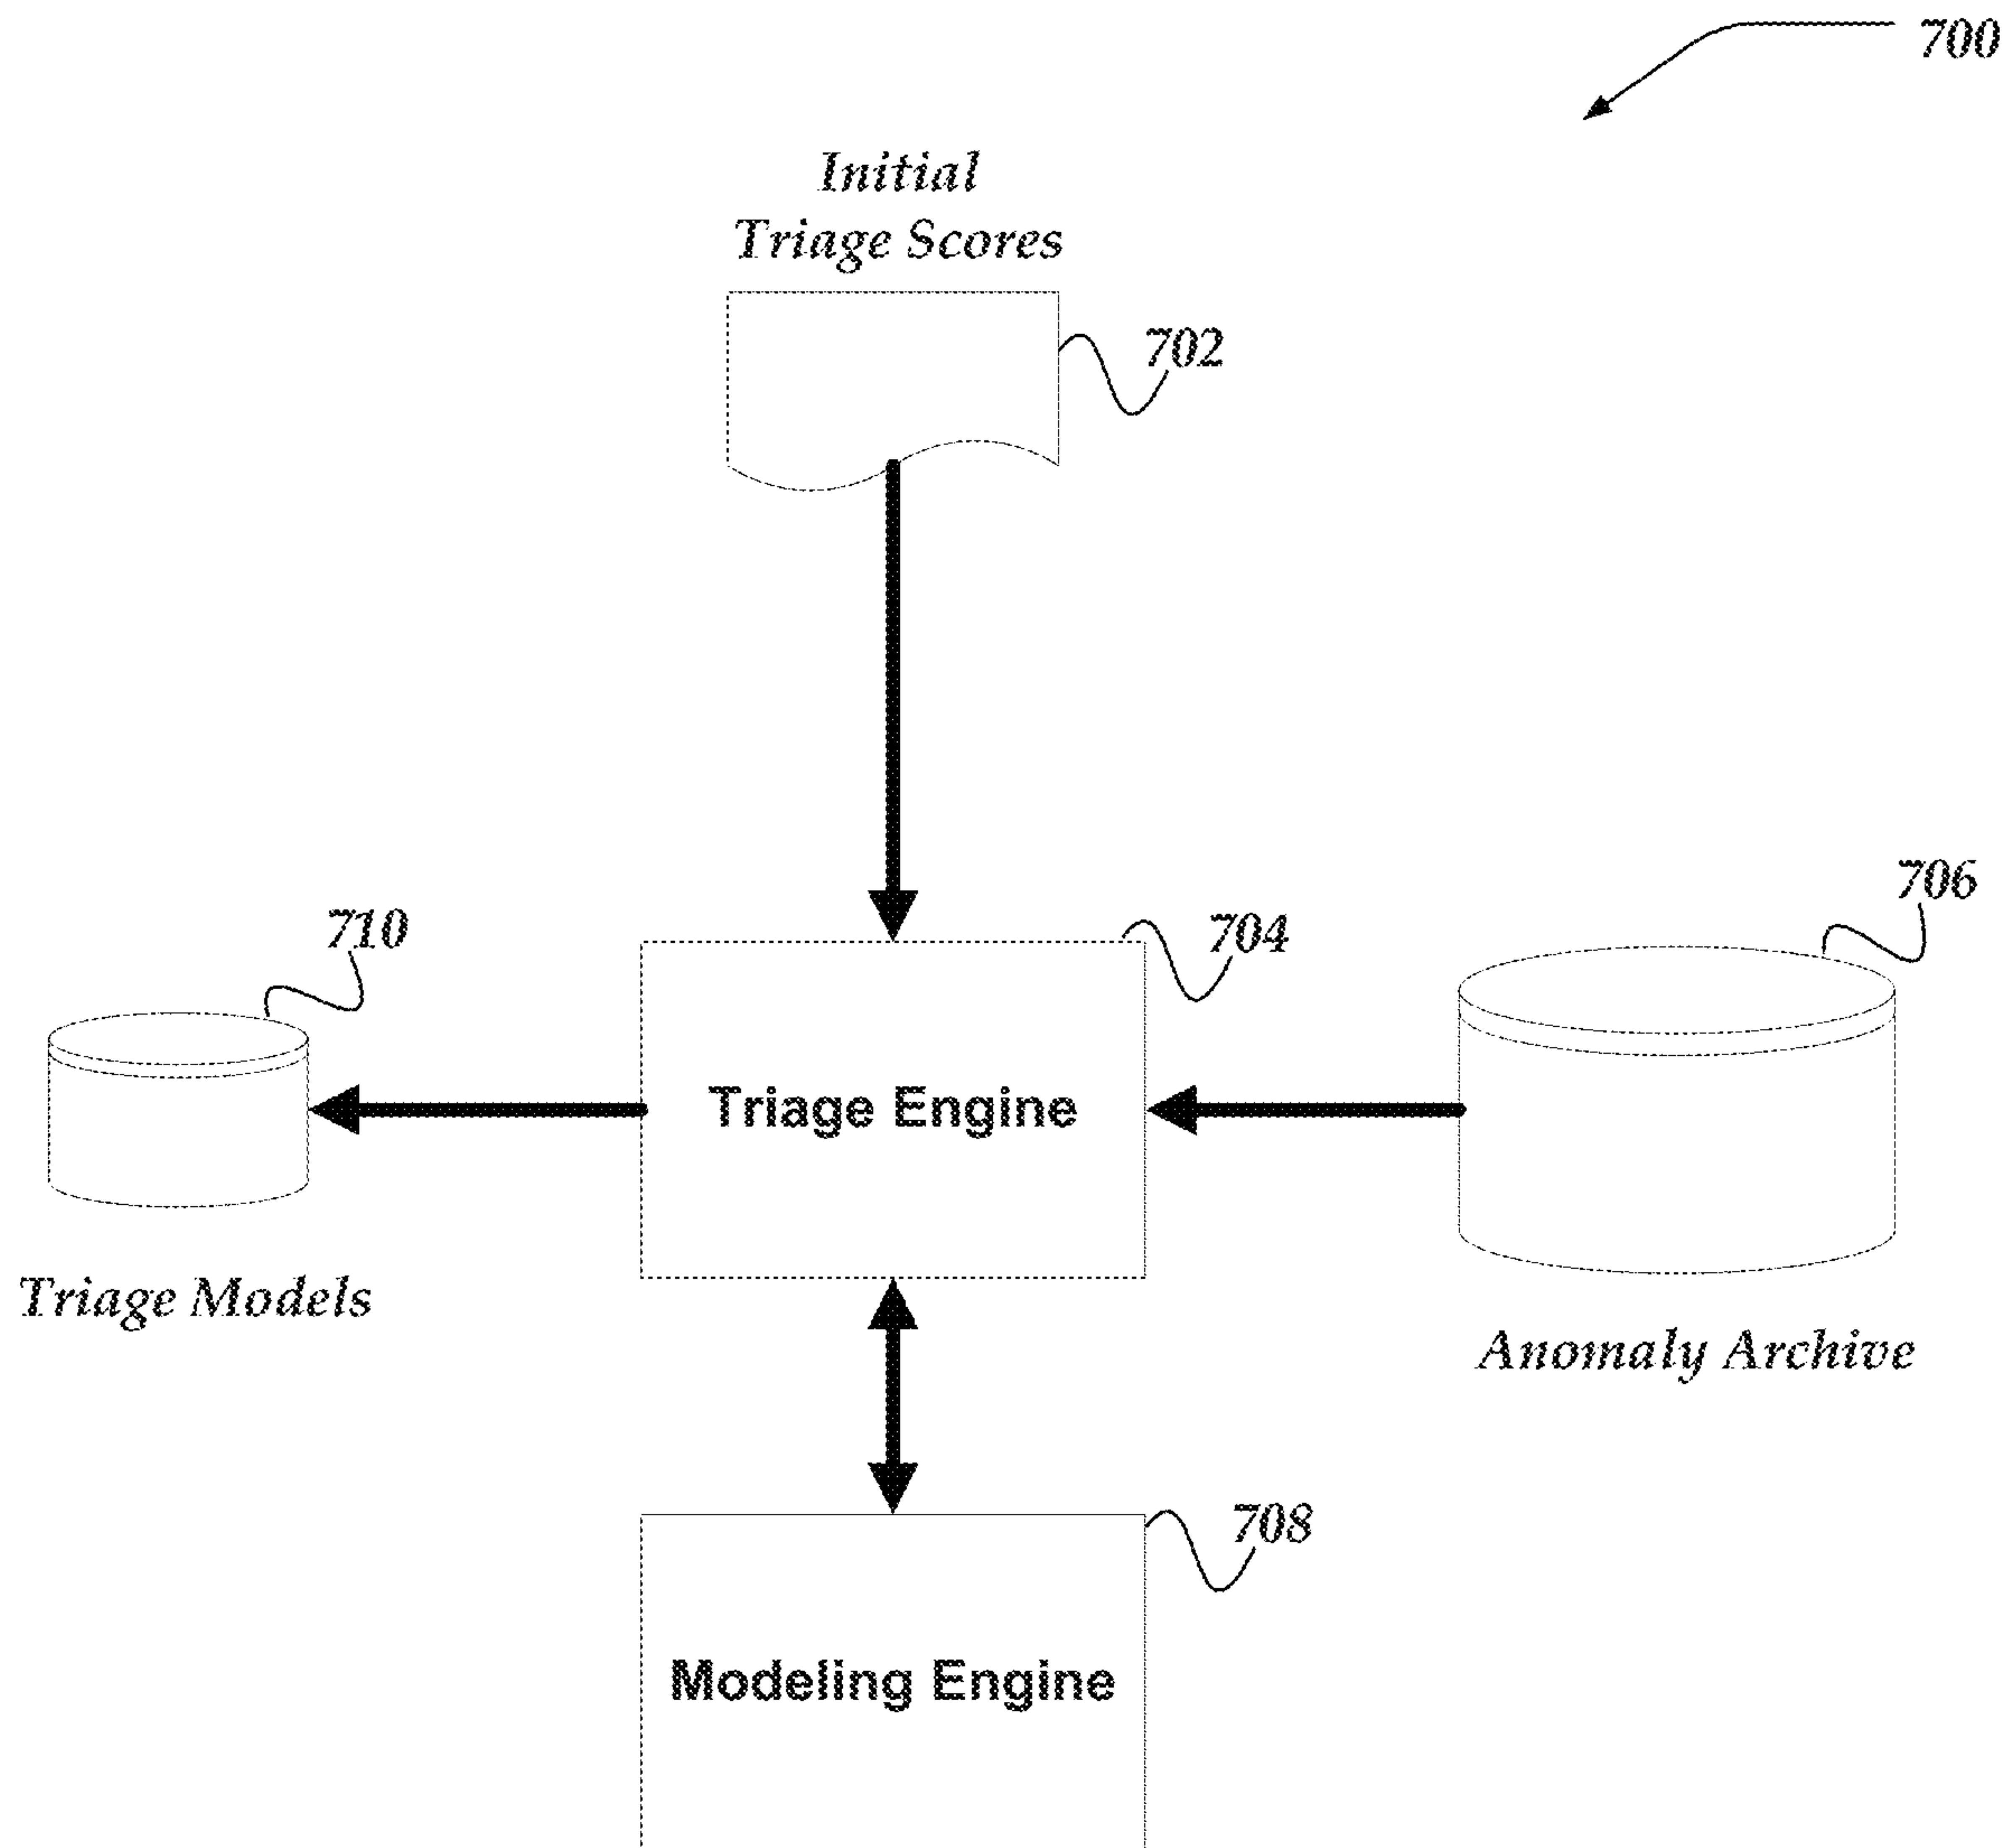 700
Initial
Triage Scores
702
706
710
704
Triage Engine
Triage Models
Anomaly Archive
708
Modeling Engine